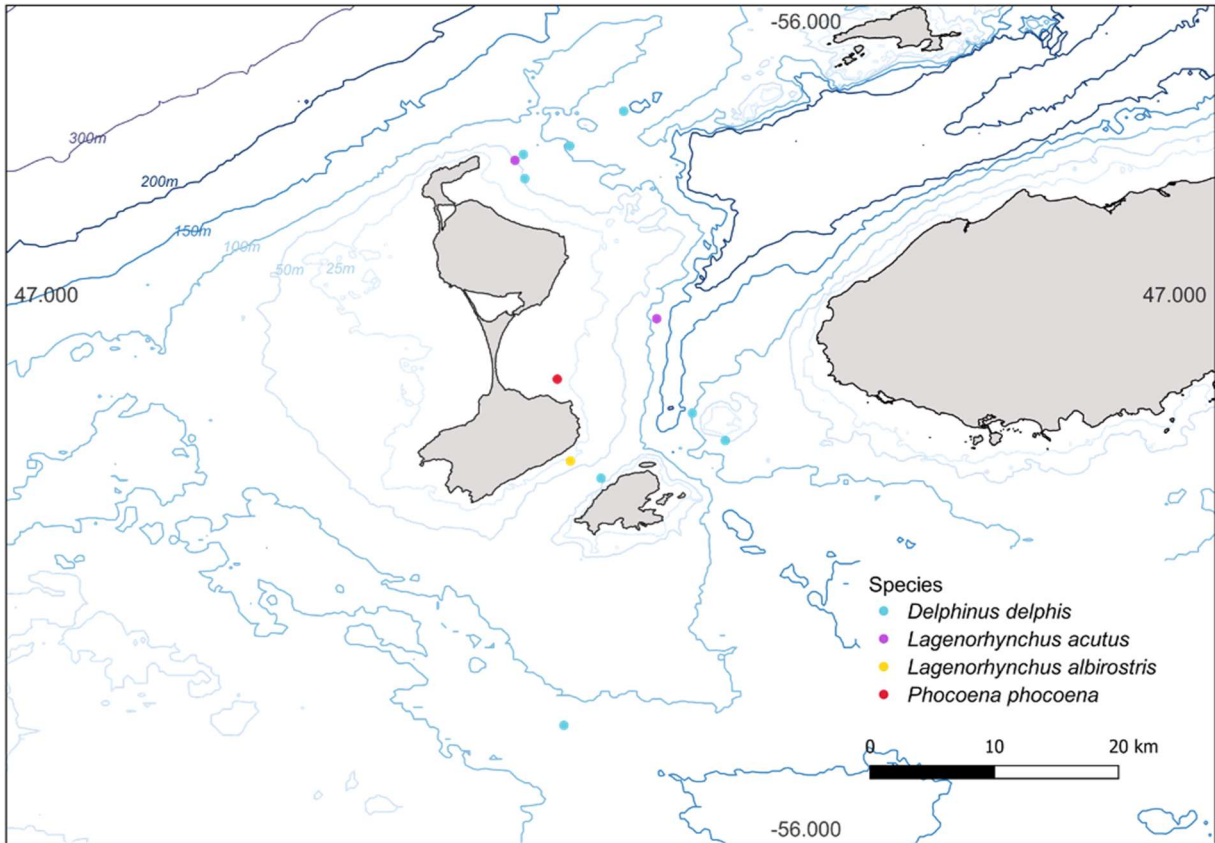 -56.000
300m
200m
150m
100m
50m
25m
47.000
47.000
Species
Delphinus delphis
Lagenorhynchus acutus
Lagenorhynchus albirostris
Phocoena phocoena
0 10 20 km
-56.000